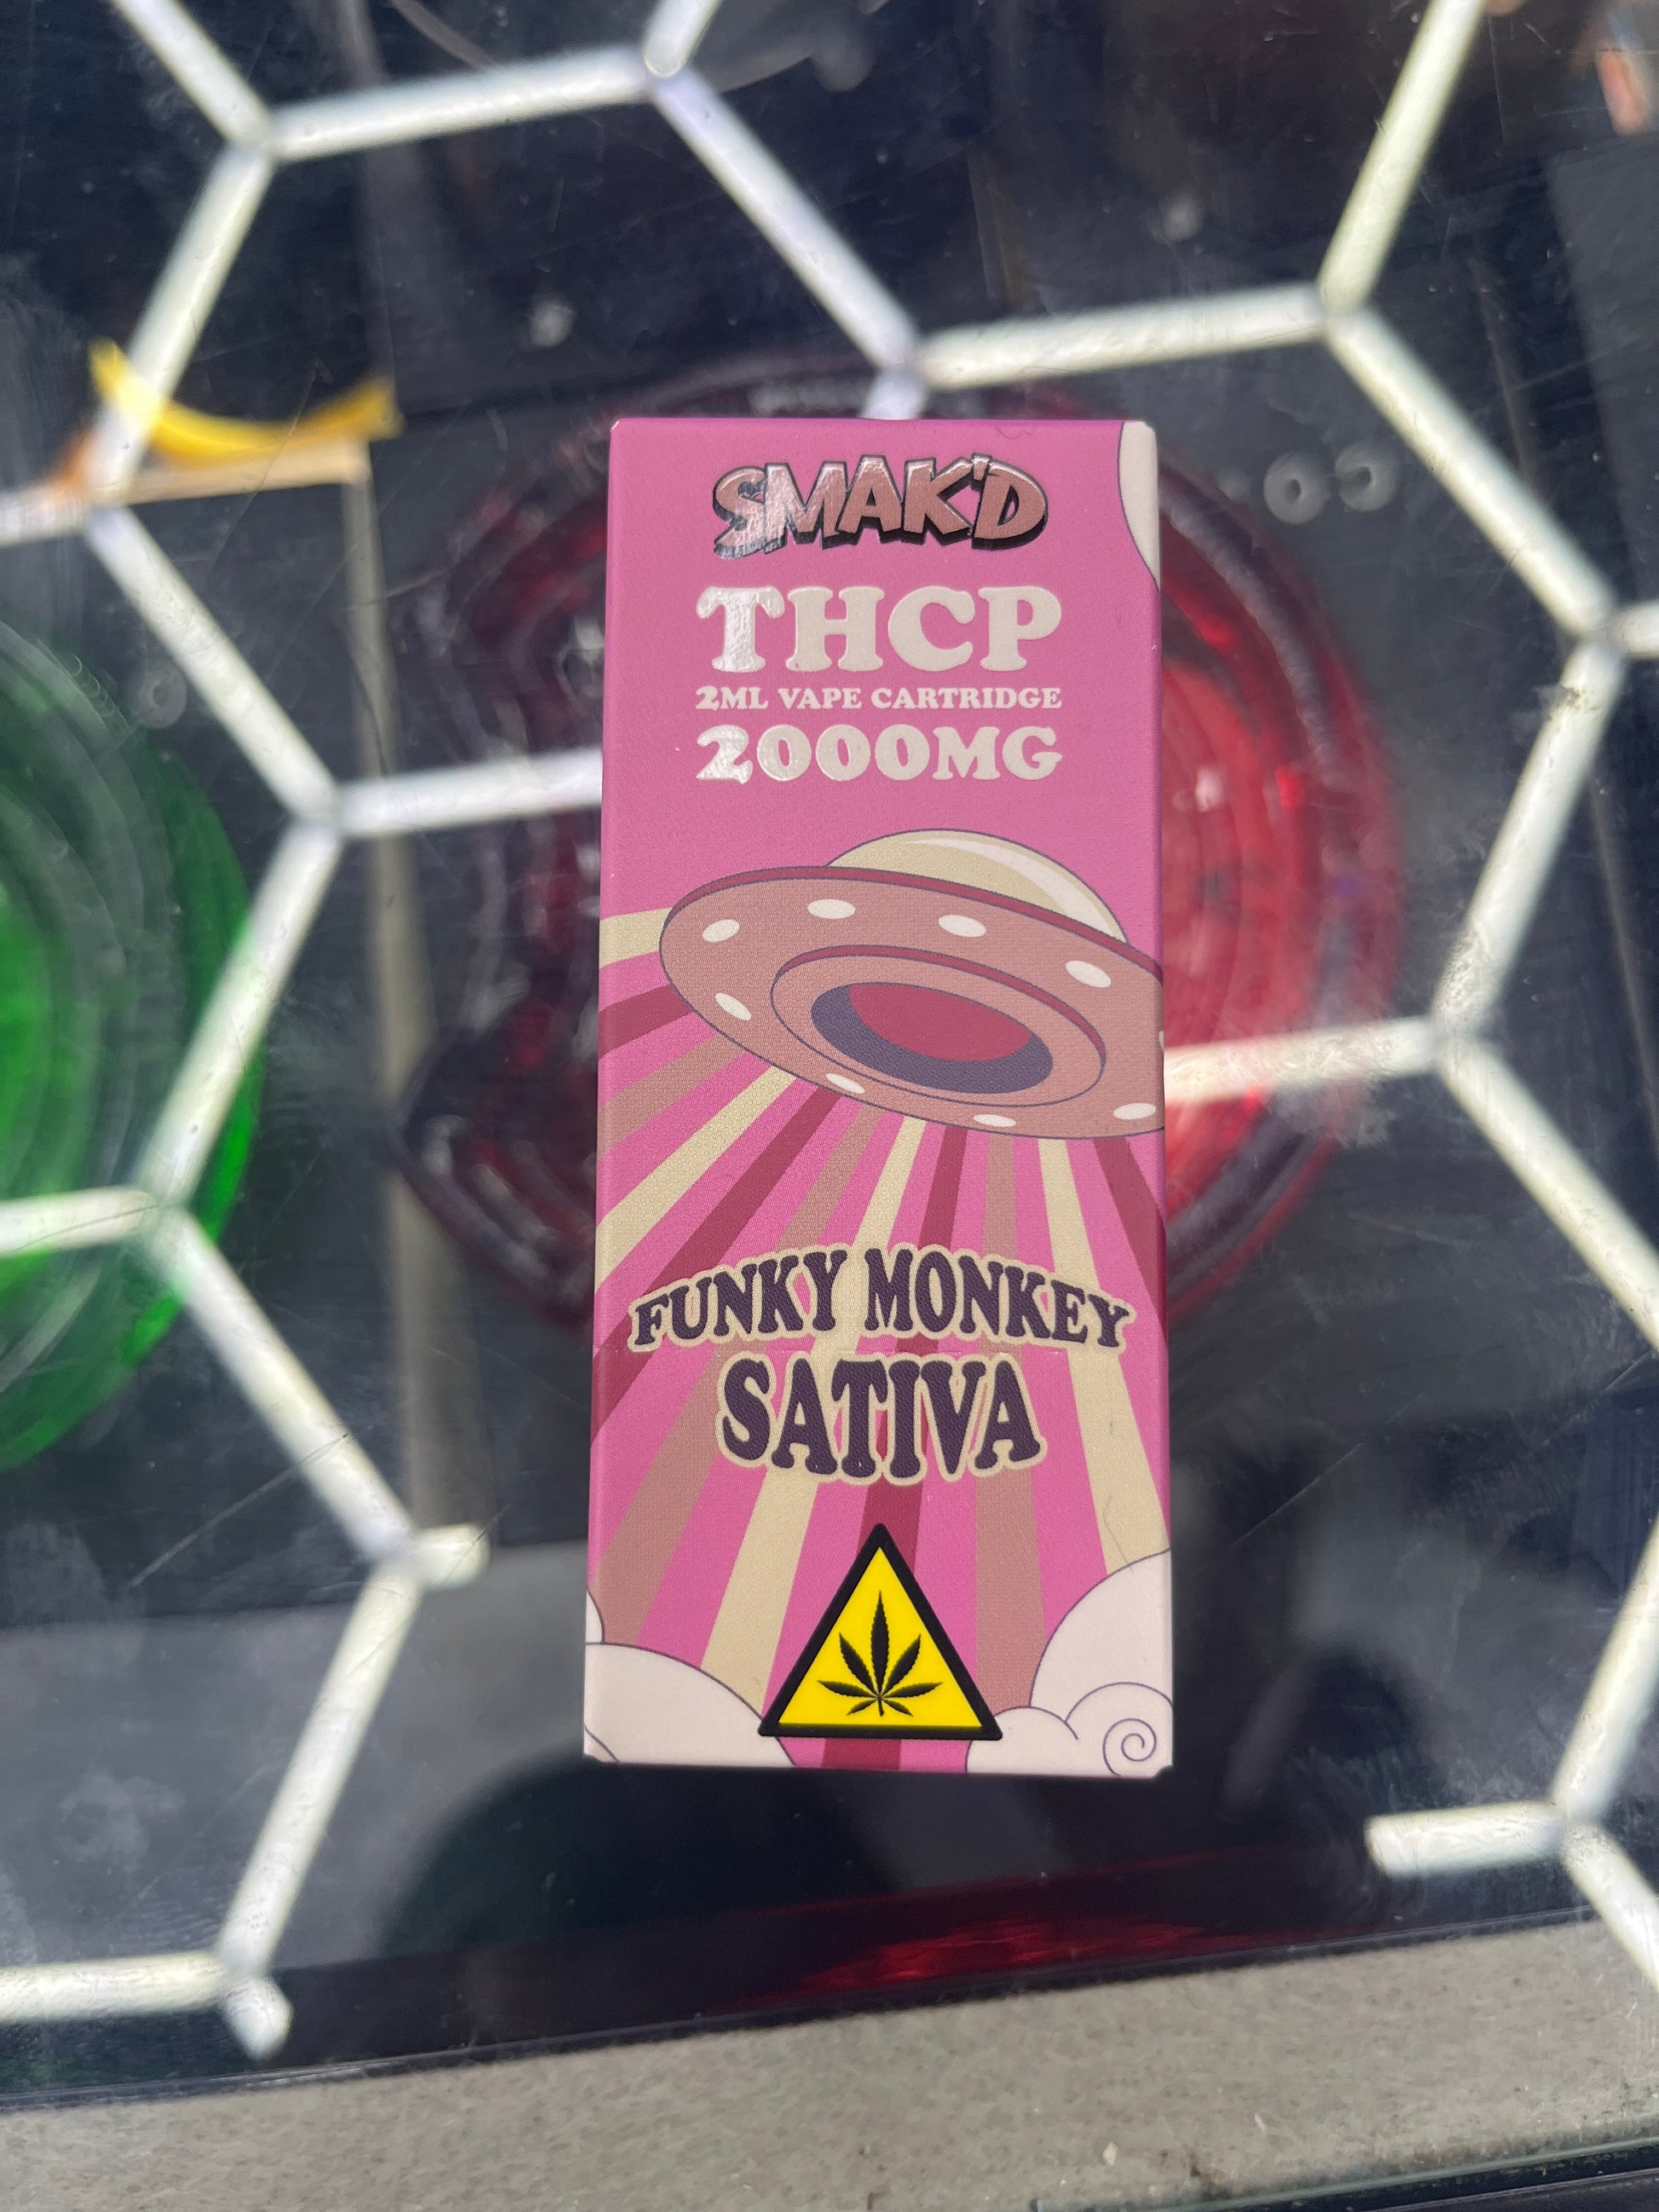 SMAK'D
THCP
2ML VAPE CARTRIDGE
2000MG
FUNKY MONKEY
SATIVA